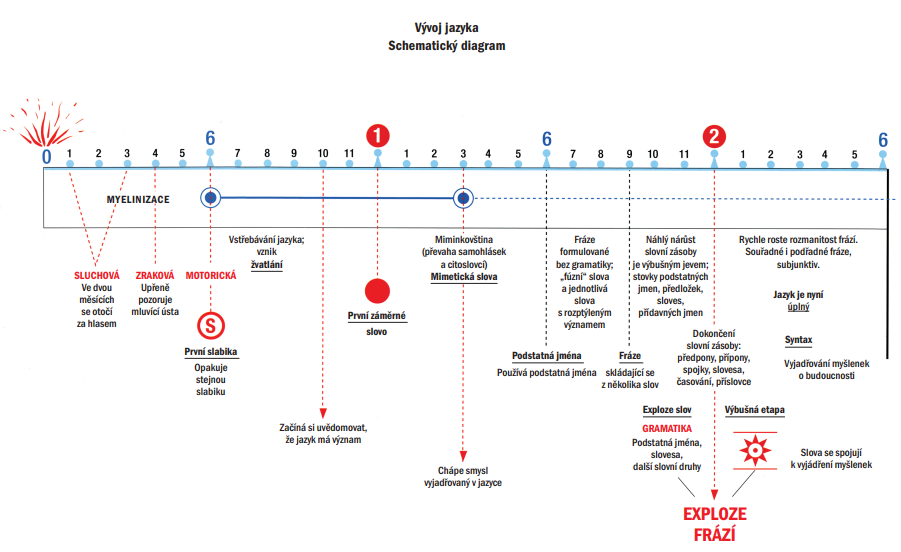 Vývoj jazyka
Schematický diagram
0 1 2 3 4 5 6 7 8 9 10 11 1 1 2 3 4 5 6 7 8 9 10 11 2 1 2 3 4 5 6
MYELINIZACE
SLUCHOVÁ
Ve dvou
měsících
se otočí
za hlasem
ZRAKOVÁ
Upřeně
pozoruje
mluvící ústa
MOTORICKÁ
S
První slabika
Opakuje
stejnou
slabiku
Vstřebávání jazyka;
vznik
žvatlání
Začíná si uvědomovat,
že jazyk má význam
První záměrné
slovo
Miminkovština
(převaha samohlásek
a citoslovcí)
Mimetická slova
Chápe smysl
vyjadřovaný v jazyce
Fráze
formulované
bez gramatiky;
„fúzní“ slova
a jednotlivá
slova
s rozptýleným
významem
Podstatná jména
Používá podstatná jména
Fráze
skládající se
z několika slov
Náhlý nárůst
slovní zásoby
je výbušným jevem;
stovky podstatných
jmen, předložek,
sloves,
přídavných jmen
Dokončení
slovní zásoby:
předpony, přípony,
spojky, slovesa,
časování, příslovce
Exploze slov
GRAMATIKA
Podstatná jména,
slovesa,
další slovní druhy
Výbušná etapa
EXPLOZE
FRÁZÍ
Rychle roste rozmanitost frází.
Souřadné i podřadné fráze,
subjunktiv.
Jazyk je nyní
úplný
Syntax
Vyjadřování myšlenek
o budoucnosti
Slova se spojují
k vyjádření myšlenek